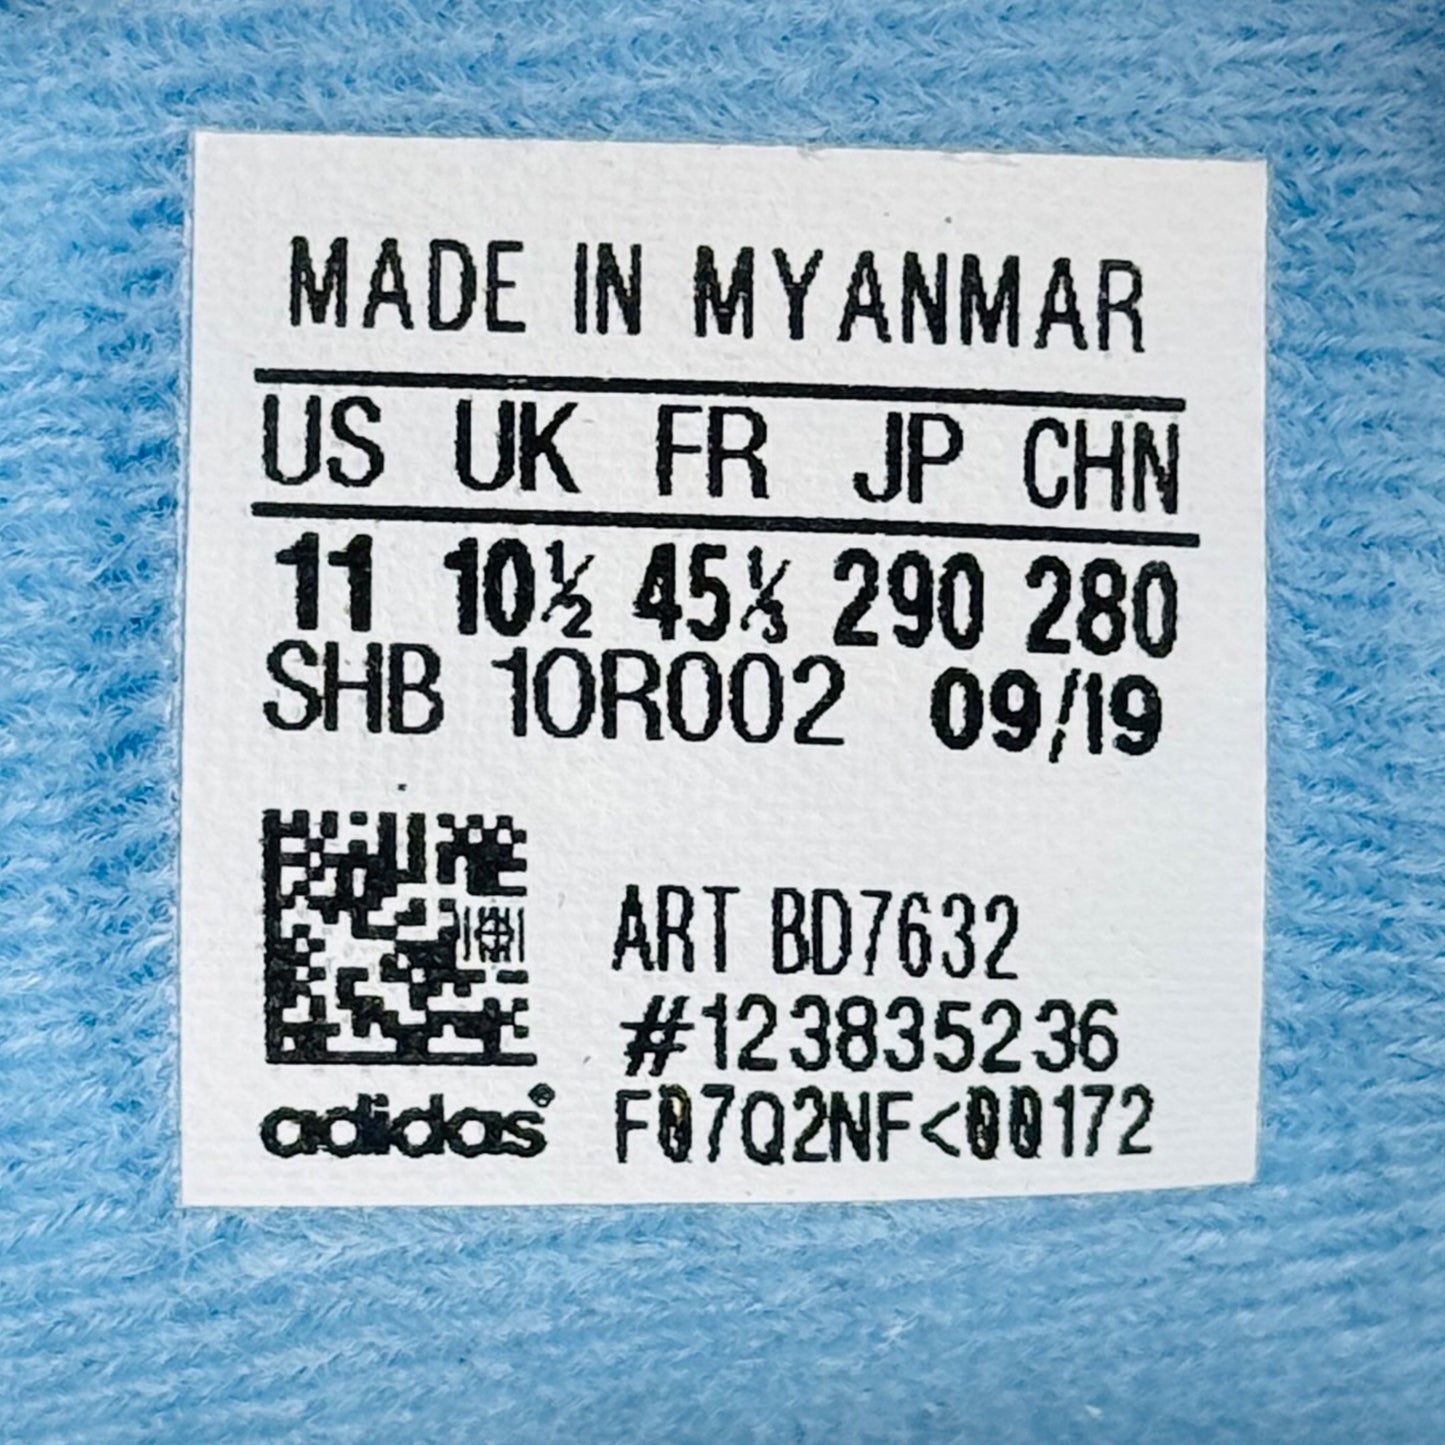 MADE IN MYANMAR
US UK FR JP CHN
11 10½ 45⅓ 290 280
SHB 10R002 09/19
ART BD7632
#123835236
adidas® F07Q2NF<00172